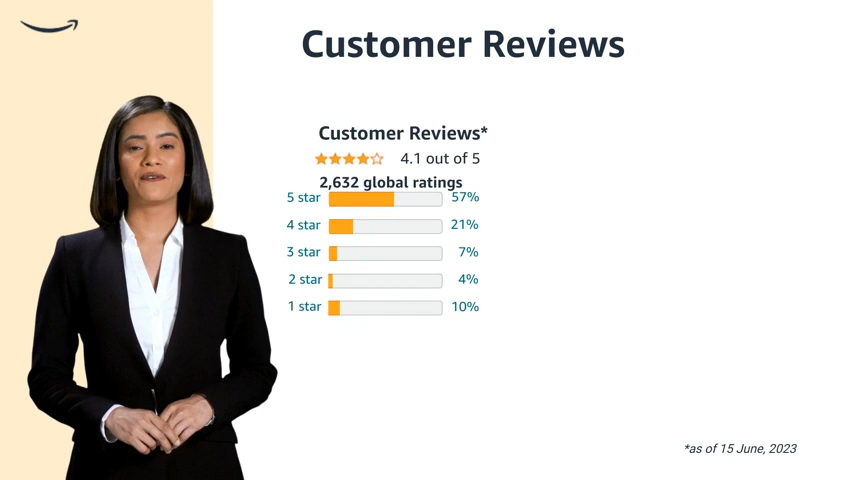 Customer Reviews
Customer Reviews*
4.1 out of 5
2,632 global ratings
5 star 57%
4 star 21%
3 star 7%
2 star 4%
1 star 10%
*as of 15 June, 2023